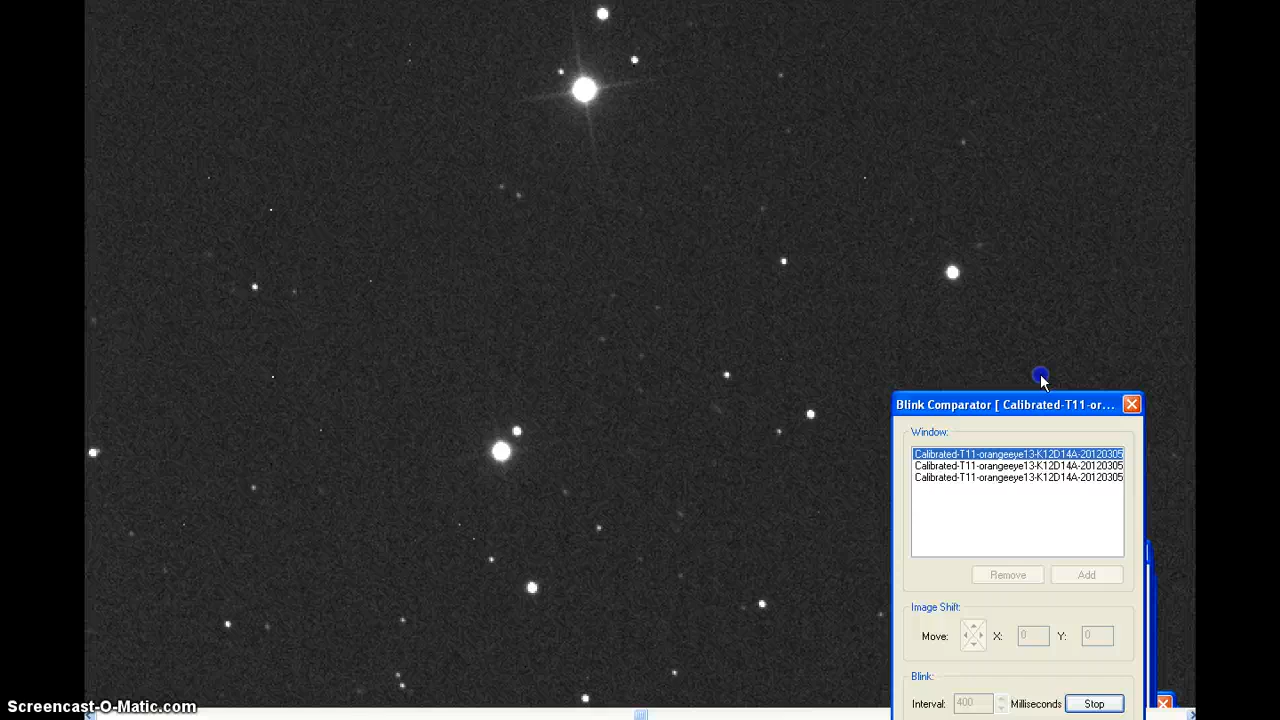 Blink Comparator [ Calibrated-T11-or...
Window:
Calibrated-T11-orangeeye13-K12D14A-20120305
Calibrated-T11-orangeeye13-K12D14A-20120305
Calibrated-T11-orangeeye13-K12D14A-20120305
Remove Add
Image Shift:
Move: X: 0 Y: 0
Blink:
Interval: 400 Milliseconds Stop
Screencast-O-Matic.com